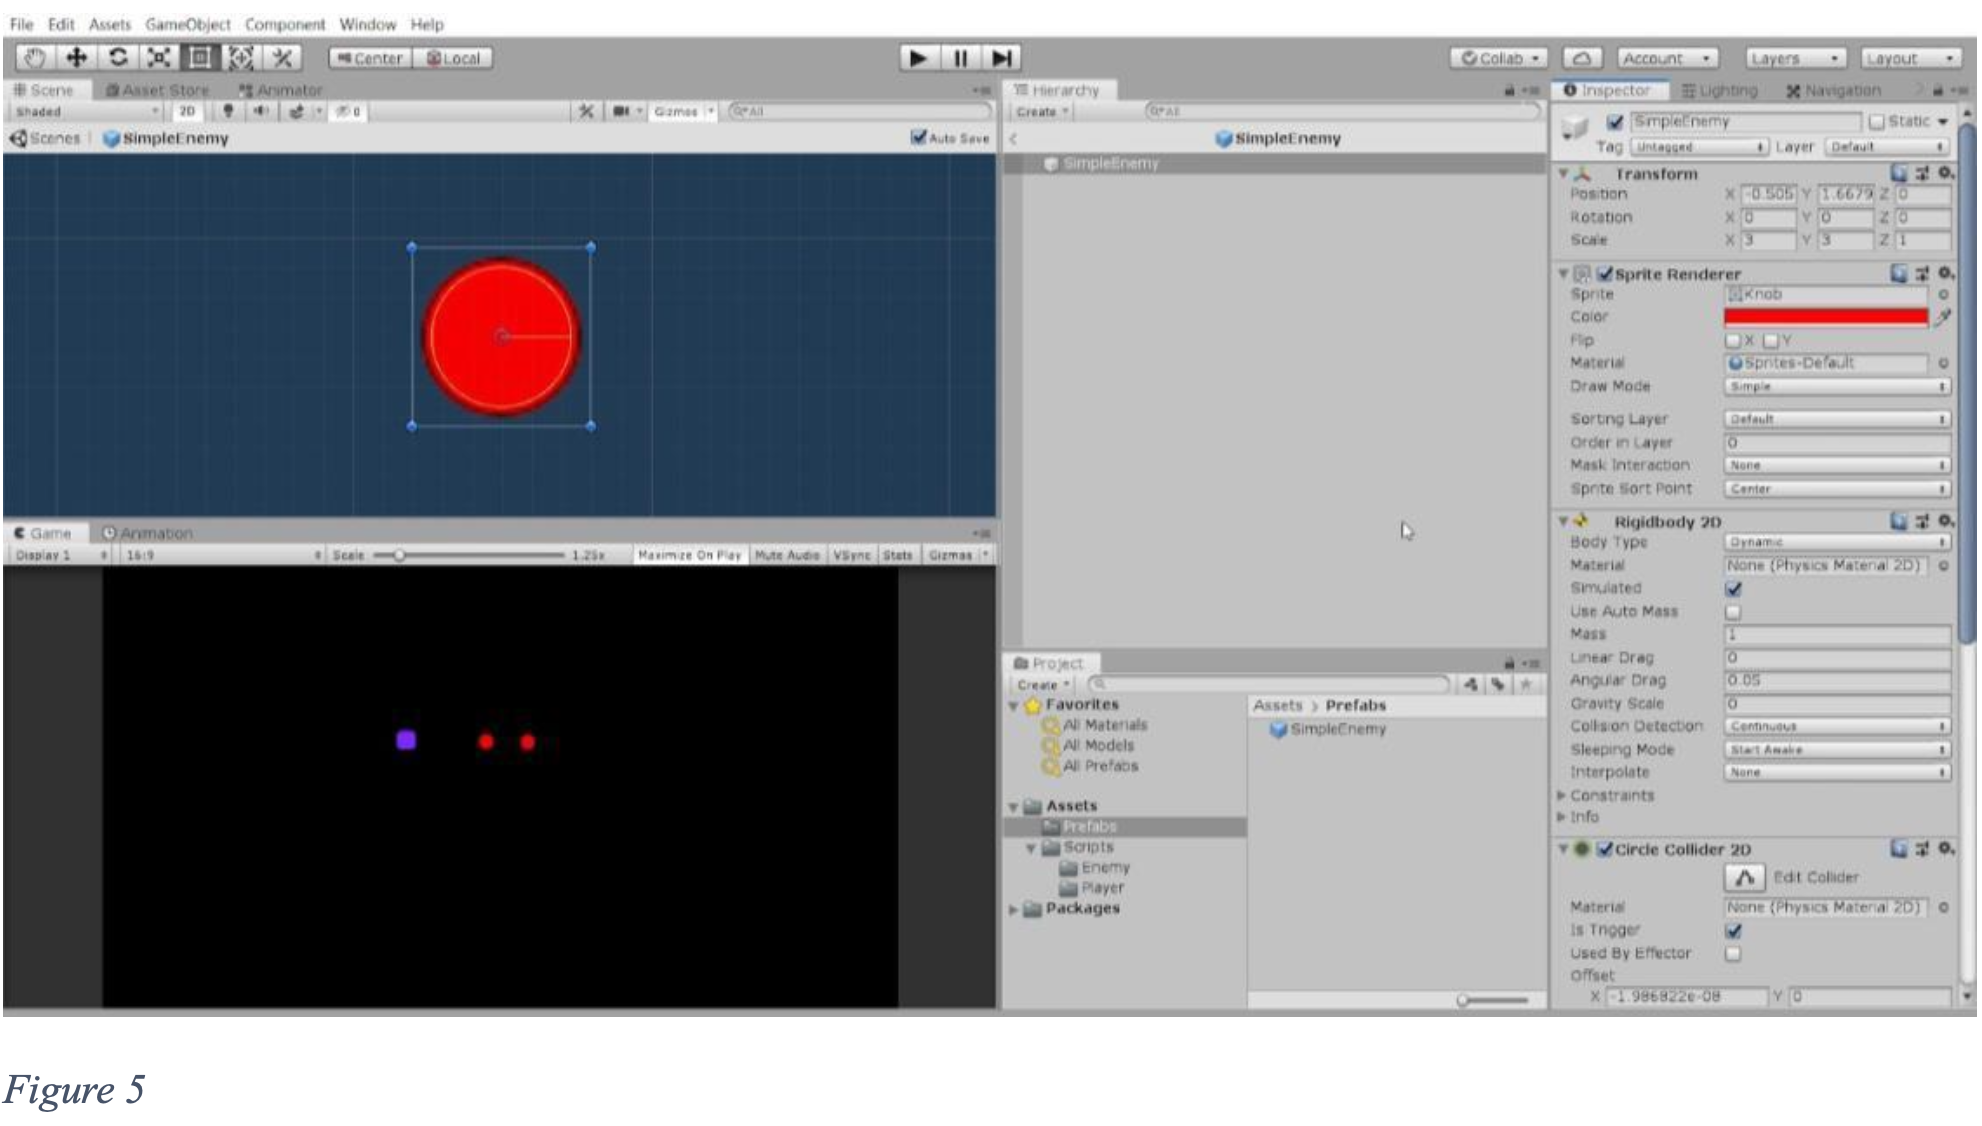 File Edit Assets GameObject Component Window Help
Center Local Collab Account Layers Layout
Scene Asset Store Animator
Shaded 2D 0 Gizmos All
Scenes SimpleEnemy Auto Save
Game Animation
Display 1 16:9 Scale 1.25x Maximize On Play Mute Audio VSync Stats Gizmos
Hierarchy
Create All
SimpleEnemy
SimpleEnemy
Project
Create
Favorites
All Materials
All Models
All Prefabs
Assets
Prefabs
Scripts
Enemy
Player
Packages
Assets > Prefabs
SimpleEnemy
Inspector Lighting Navigation
SimpleEnemy Static
Tag Untagged Layer Default
Transform
Position X -0.505 Y 1.6679 Z 0
Rotation X 0 Y 0 Z 0
Scale X 3 Y 3 Z 1
Sprite Renderer
Sprite Knob
Color
Flip X Y
Material Sprites-Default
Draw Mode Simple
Sorting Layer Default
Order in Layer 0
Mask Interaction None
Sprite Sort Point Center
Rigidbody 2D
Body Type Dynamic
Material None (Physics Material 2D)
Simulated
Use Auto Mass
Mass 1
Linear Drag 0
Angular Drag 0.05
Gravity Scale 0
Collision Detection Continuous
Sleeping Mode Start Awake
Interpolate None
Constraints
Info
Circle Collider 2D
Edit Collider
Material None (Physics Material 2D)
Is Trigger
Used By Effector
Offset
X -1.986822e-08 Y 0
Figure 5